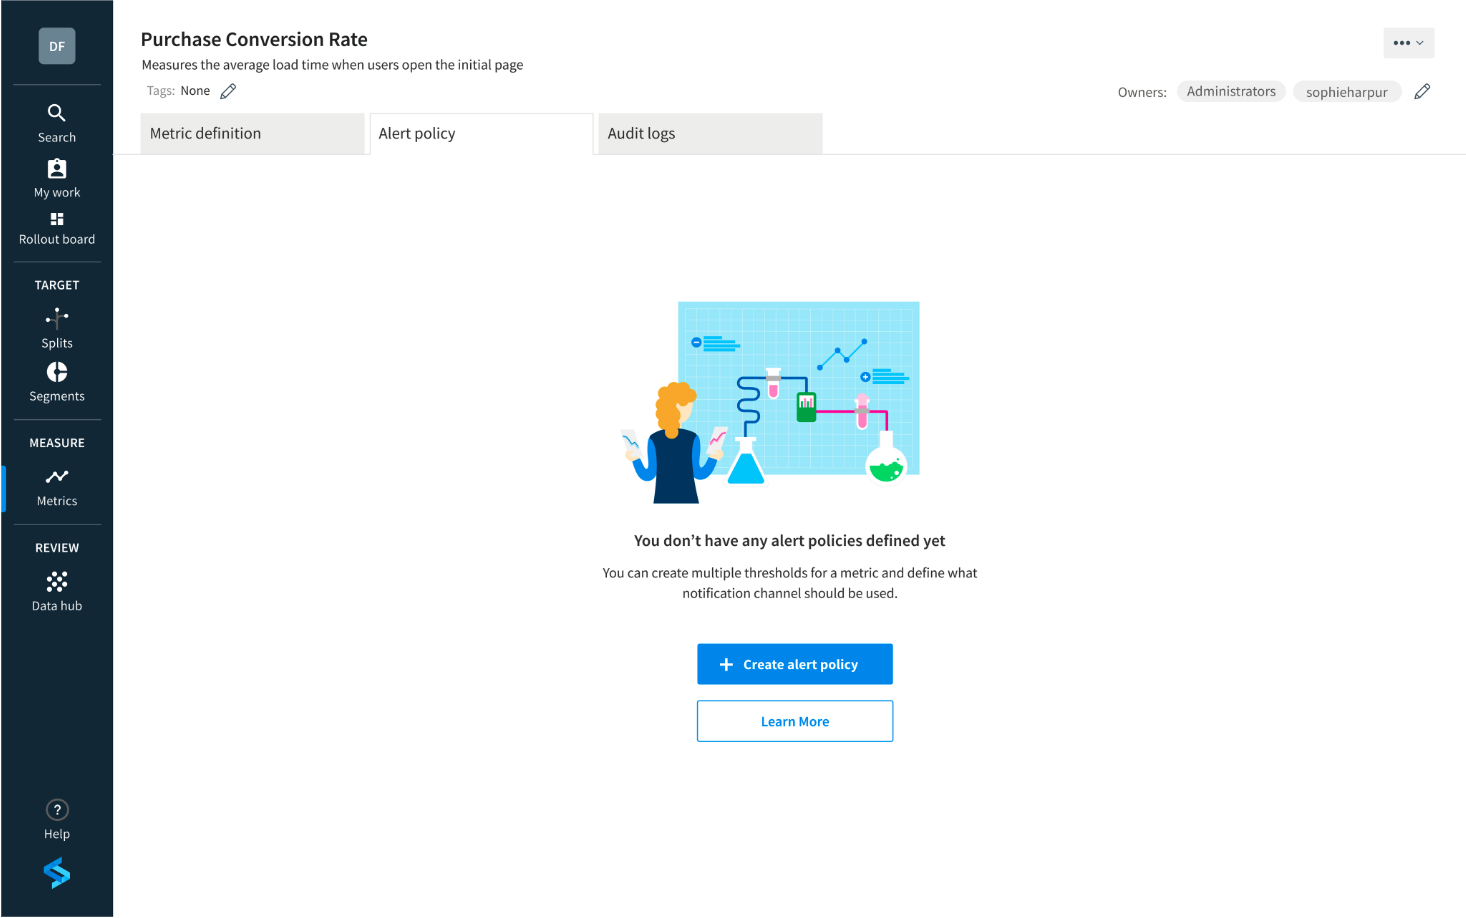 DF
Search
My work
Rollout board
TARGET
Splits
Segments
MEASURE
Metrics
REVIEW
Data hub
Help
Purchase Conversion Rate
Measures the average load time when users open the initial page
Tags: None
Owners: Administrators sophieharpur
Metric definition
Alert policy
Audit logs
You don’t have any alert policies defined yet
You can create multiple thresholds for a metric and define what
notification channel should be used.
Create alert policy
Learn More